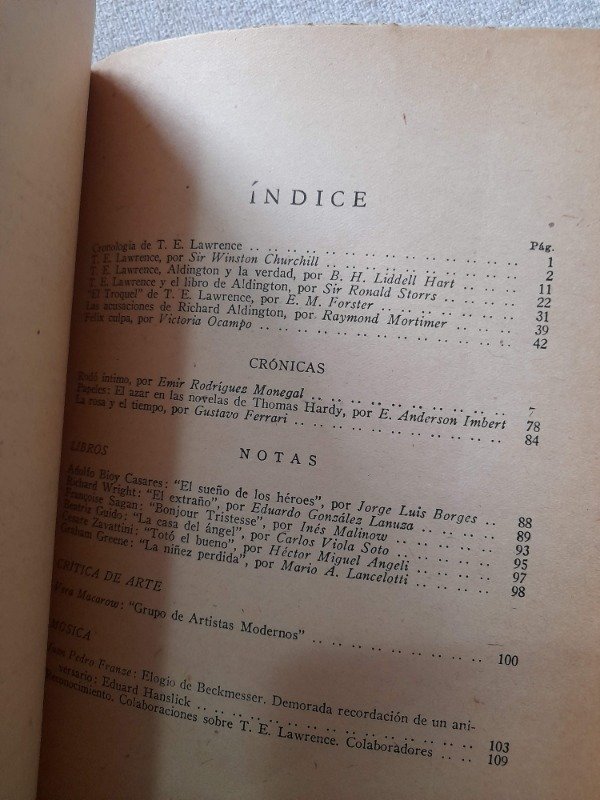 ÍNDICE
Pág.
Cronología de T. E. Lawrence .. .. .. .. .. .. .. .. .. .. 1
T. E. Lawrence, por Sir Winston Churchill .. .. .. .. .. .. .. 2
T. E. Lawrence, Aldington y la verdad, por B. H. Liddell Hart .. .. 11
T. E. Lawrence y el libro de Aldington, por Sir Ronald Storrs .. .. 22
"El Troquel" de T. E. Lawrence, por E. M. Forster .. .. .. .. .. 31
Las acusaciones de Richard Aldington, por Raymond Mortimer .. .. .. 39
Felix culpa, por Victoria Ocampo .. .. .. .. .. .. .. .. .. 42
CRÓNICAS
Rodó íntimo, por Emir Rodríguez Monegal .. .. .. .. .. .. .. 7
Papeles: El azar en las novelas de Thomas Hardy, por E. Anderson Imbert 78
La rosa y el tiempo, por Gustavo Ferrari .. .. .. .. .. .. .. 84
NOTAS
LIBROS
Adolfo Bioy Casares: "El sueño de los héroes", por Jorge Luis Borges .. 88
Richard Wright: "El extraño", por Eduardo González Lanuza .. .. .. 89
Françoise Sagan: "Bonjour Tristesse", por Inés Malinow .. .. .. .. 93
Beatriz Guido: "La casa del ángel", por Carlos Viola Soto .. .. .. 95
Cesare Zavattini: "Totó el bueno", por Héctor Miguel Angeli .. .. .. 97
Graham Greene: "La niñez perdida", por Mario A. Lancelotti .. .. .. 98
CRÍTICA DE ARTE
Vera Macarow: "Grupo de Artistas Modernos" .. .. .. .. .. .. .. 100
MÚSICA
Juan Pedro Franze: Elogio de Beckmesser. Demorada recordación de un ani-
versario: Eduard Hanslick .. .. .. .. .. .. .. .. .. .. 103
Reconocimiento. Colaboraciones sobre T. E. Lawrence. Colaboradores .. .. 109